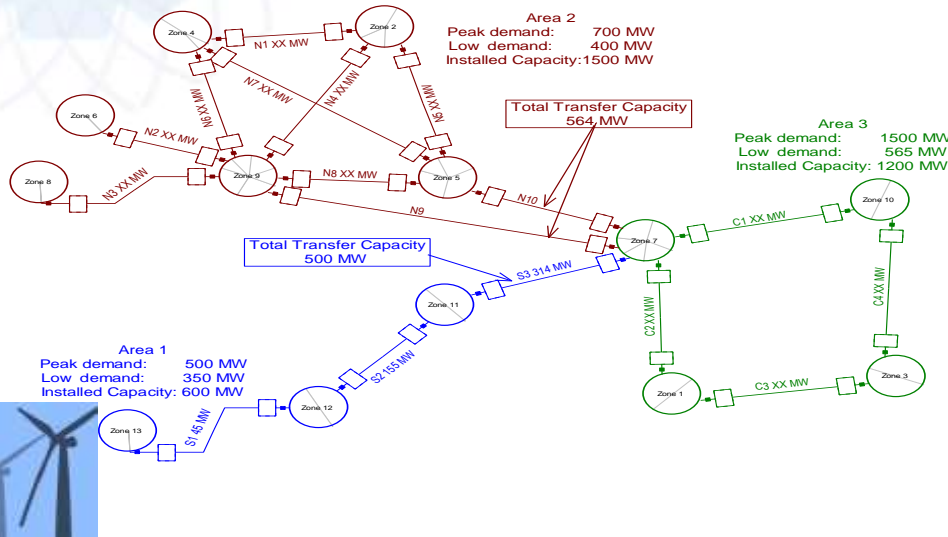 Area 2
Peak demand: 700 MW
Low demand: 400 MW
Installed Capacity:1500 MW
Zone 4
Zone 2
N1 XX MW
N7 XX MW
N4 XX MW
N6 XX MW
N5 XX MW
Zone 6
N2 XX MW
Zone 8
N3 XX MW
Zone 9
N8 XX MW
Zone 5
Total Transfer Capacity
564 MW
N10
N9
Area 3
Peak demand: 1500 MW
Low demand: 565 MW
Installed Capacity: 1200 MW
Zone 7
C1 XX MW
Zone 10
C2 XX MW
C4 XX MW
Zone 1
C3 XX MW
Zone 3
Total Transfer Capacity
500 MW
S3 314 MW
Zone 11
S2 155 MW
Area 1
Peak demand: 500 MW
Low demand: 350 MW
Installed Capacity: 600 MW
Zone 12
Zone 13
S1 45 MW